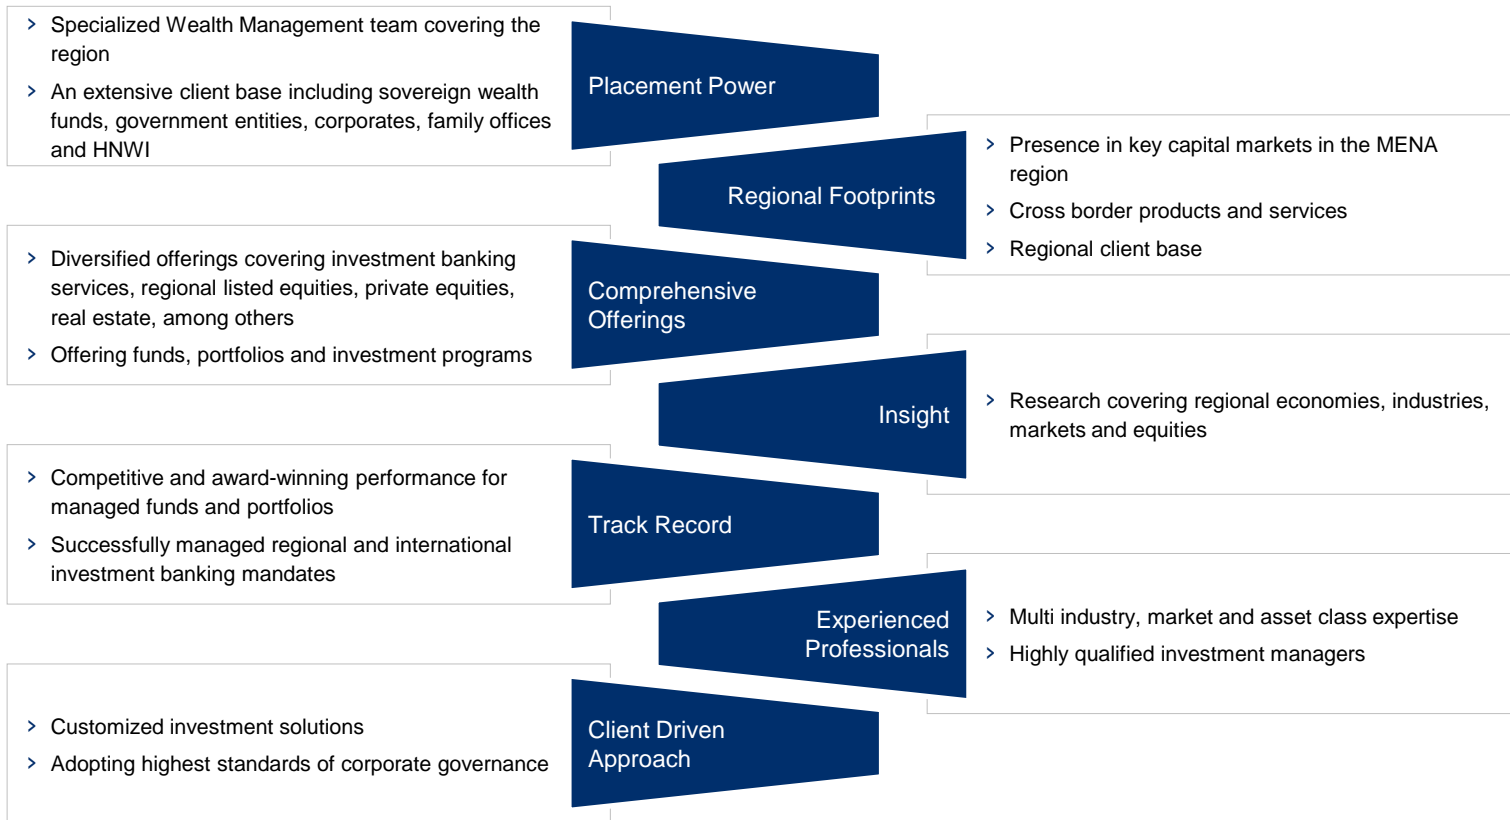 > Specialized Wealth Management team covering the
region
> An extensive client base including sovereign wealth
funds, government entities, corporates, family offices
and HNWI
Placement Power
Regional Footprints
> Presence in key capital markets in the MENA
region
> Cross border products and services
> Regional client base
> Diversified offerings covering investment banking
services, regional listed equities, private equities,
real estate, among others
> Offering funds, portfolios and investment programs
Comprehensive
Offerings
Insight
> Research covering regional economies, industries,
markets and equities
> Competitive and award-winning performance for
managed funds and portfolios
> Successfully managed regional and international
investment banking mandates
Track Record
Experienced
Professionals
> Multi industry, market and asset class expertise
> Highly qualified investment managers
> Customized investment solutions
> Adopting highest standards of corporate governance
Client Driven
Approach